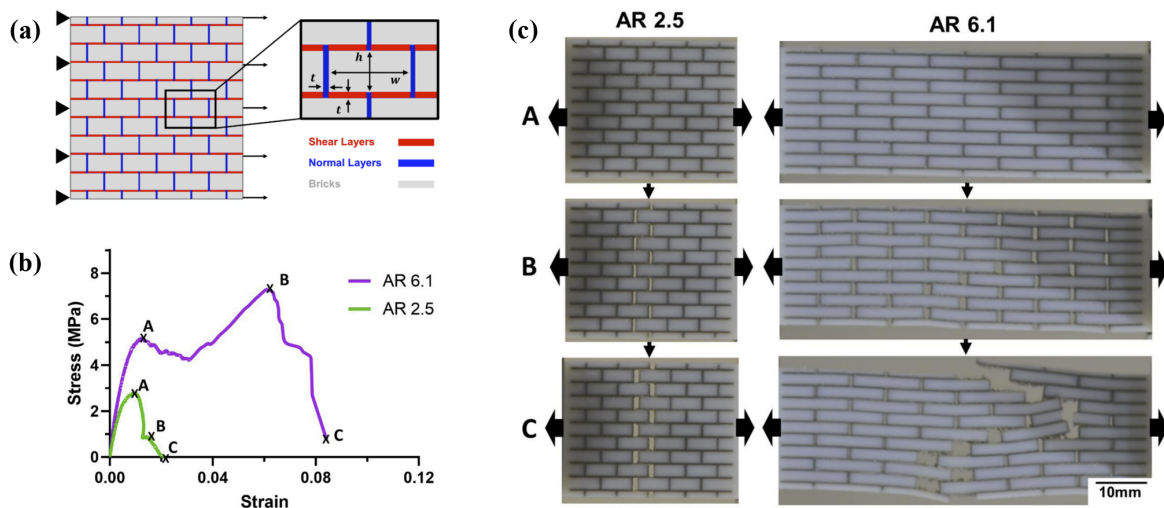 (a)
h
t
w
t
Shear Layers
Normal Layers
Bricks
(b)
8
6
4
2
0
Stress (MPa)
0.00
0.04
0.08
0.12
Strain
AR 6.1
AR 2.5
A
B
C
A
B
C
(c)
AR 2.5
AR 6.1
A
B
C
10mm